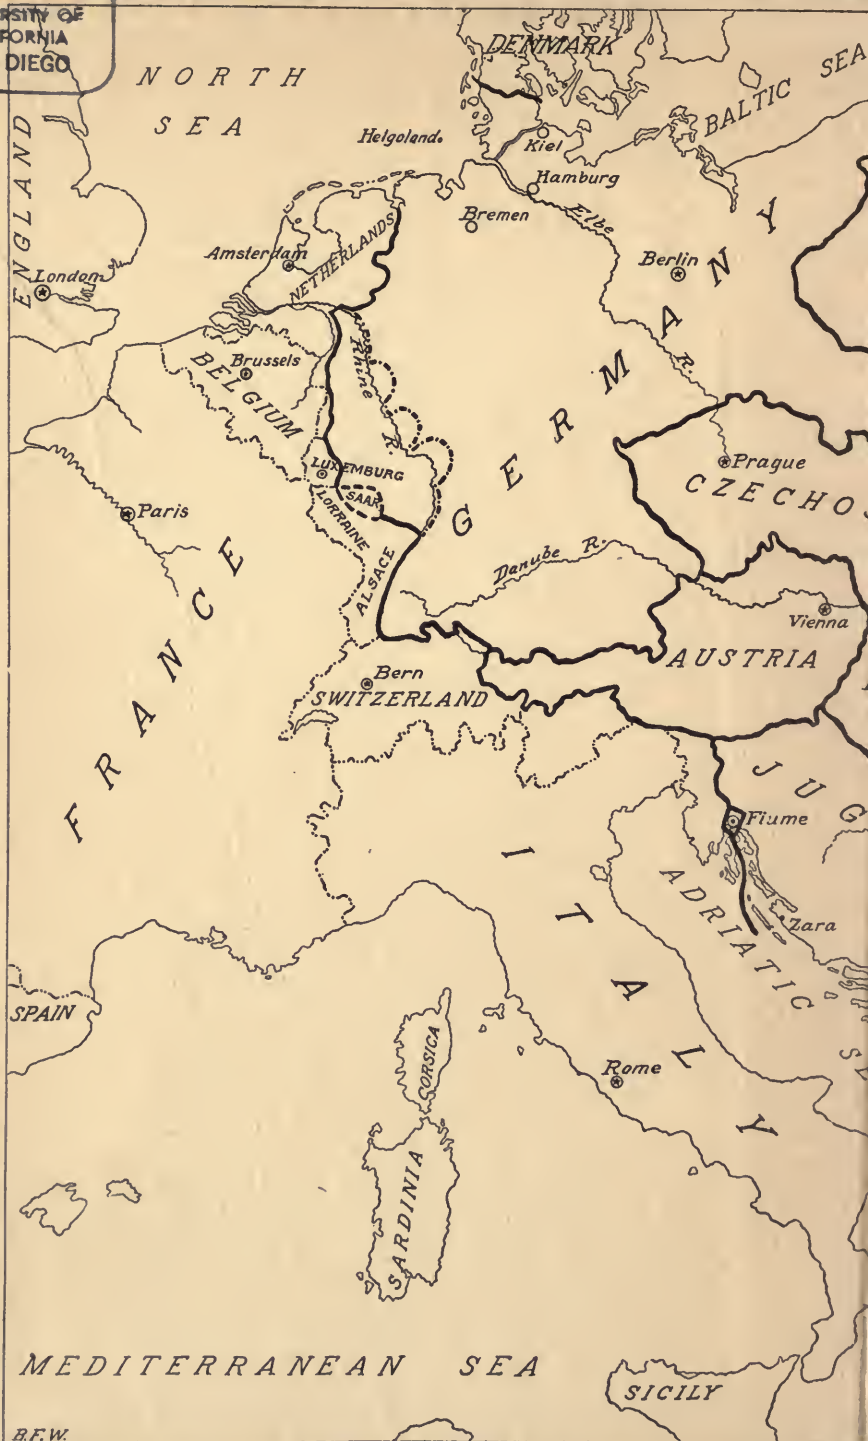 RSITY OF
FORNIA
DIEGO
NORTH
SEA
DENMARK
BALTIC SEA
Helgoland.
Kiel
Hamburg
Bremen
Elbe
R.
ENGLAND
London
Amsterdam
NETHERLANDS
Berlin
GERMANY
BELGIUM
Brussels
Rhine
R.
LUXEMBURG
SAAR
LORRAINE
ALSACE
Prague
CZECHOS
Paris
FRANCE
Danube R.
Vienna
AUSTRIA
Bern
SWITZERLAND
JUG
Fiume
ITALY
ADRIATIC
Zara
SPAIN
CORSICA
Rome
SARDINIA
MEDITERRANEAN SEA
SICILY
B.F.W.